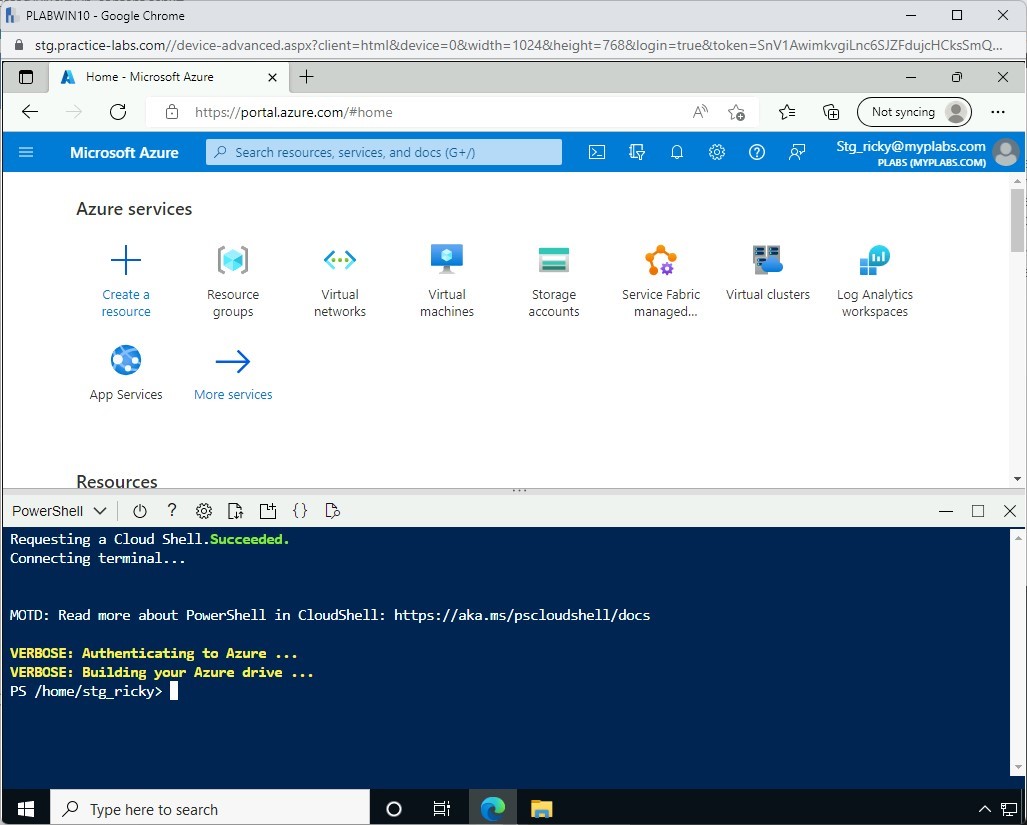 PLABWIN10 - Google Chrome
stg.practice-labs.com//device-advanced.aspx?client=html&device=0&width=1024&height=768&login=true&token=SnV1AwimkvgiLnc6SJZFdujcHCksSmQ...
Home - Microsoft Azure
https://portal.azure.com/#home
Not syncing
Microsoft Azure
Search resources, services, and docs (G+/)
Stg_ricky@myplabs.com
PLABS (MYPLABS.COM)
Azure services
Create a resource
Resource groups
Virtual networks
Virtual machines
Storage accounts
Service Fabric managed...
Virtual clusters
Log Analytics workspaces
App Services
More services
Resources
PowerShell
Requesting a Cloud Shell.Succeeded.
Connecting terminal...
MOTD: Read more about PowerShell in CloudShell: https://aka.ms/pscloudshell/docs
VERBOSE: Authenticating to Azure ...
VERBOSE: Building your Azure drive ...
PS /home/stg_ricky>
Type here to search